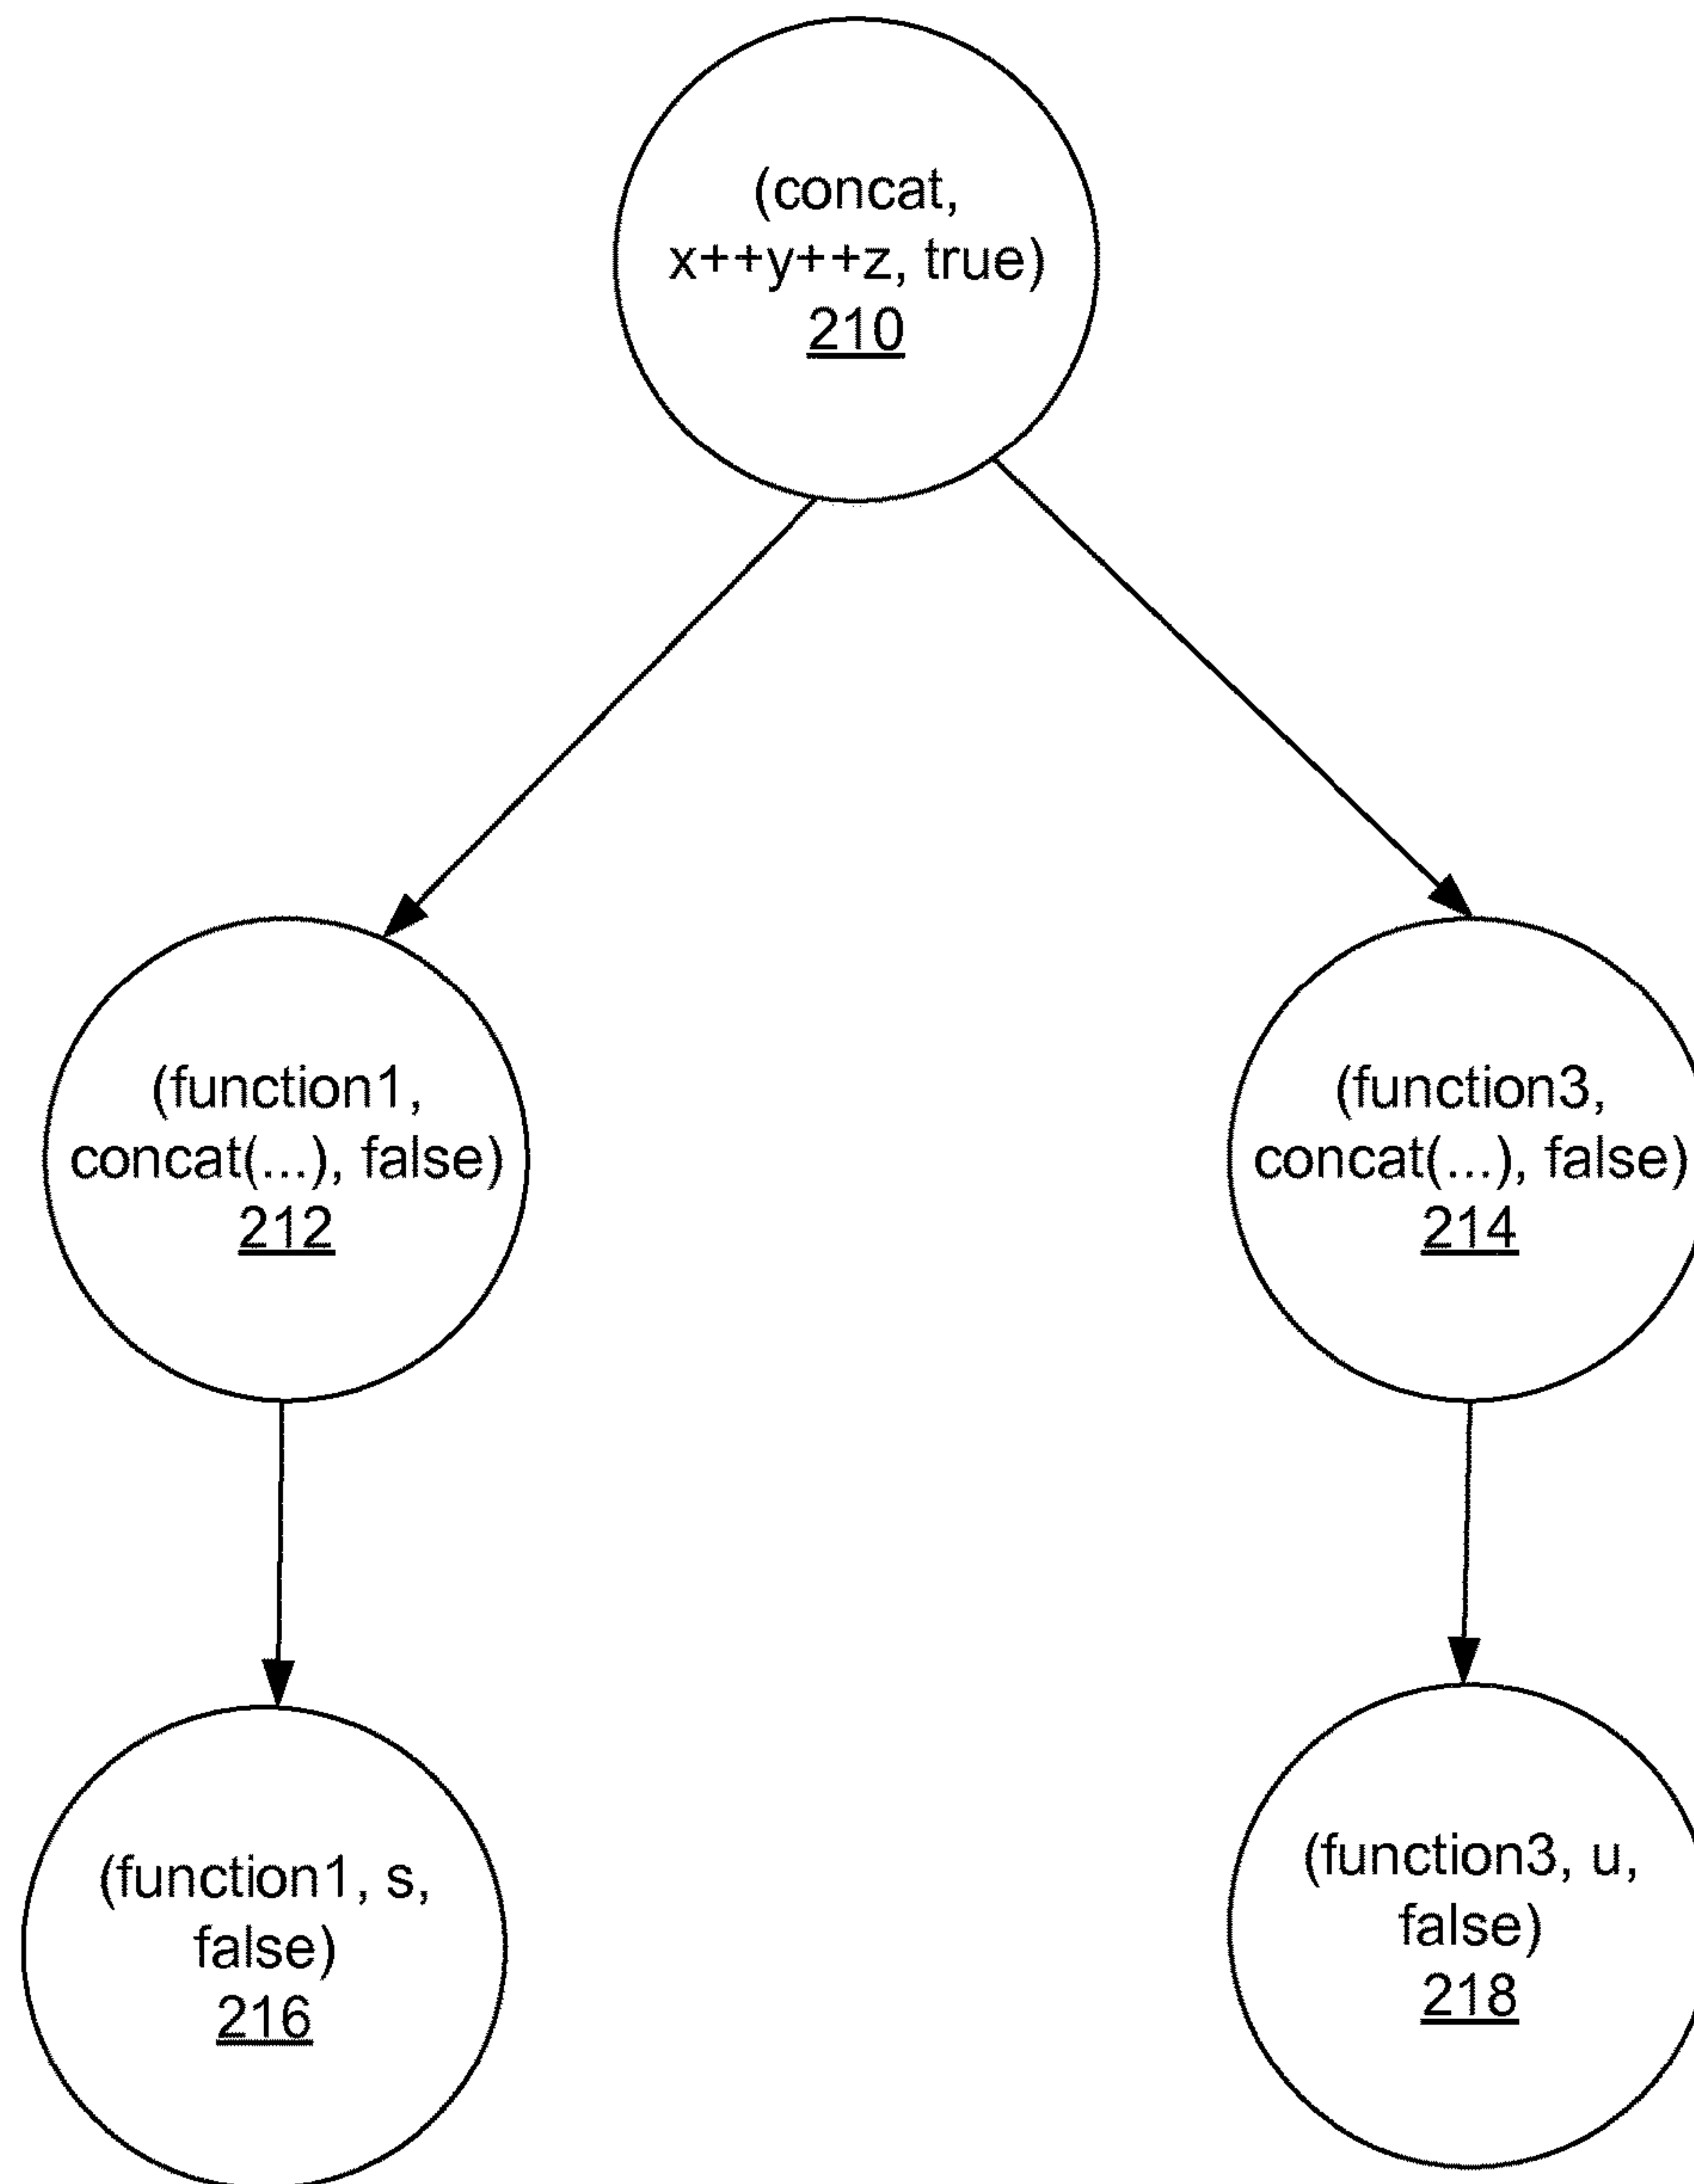 (concat,
x++y++z, true)
210
(function1,
concat(...), false)
212
(function3,
concat(...), false)
214
(function1, s,
false)
216
(function3, u,
false)
218